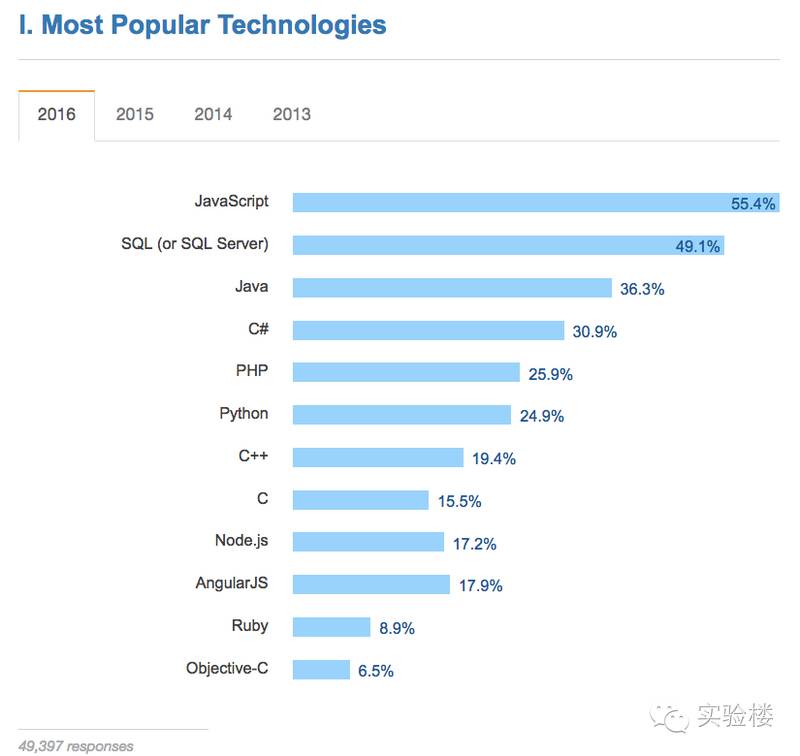 I. Most Popular Technologies
2016 2015 2014 2013
JavaScript 55.4%
SQL (or SQL Server) 49.1%
Java 36.3%
C# 30.9%
PHP 25.9%
Python 24.9%
C++ 19.4%
C 15.5%
Node.js 17.2%
AngularJS 17.9%
Ruby 8.9%
Objective-C 6.5%
实验楼
49,397 responses